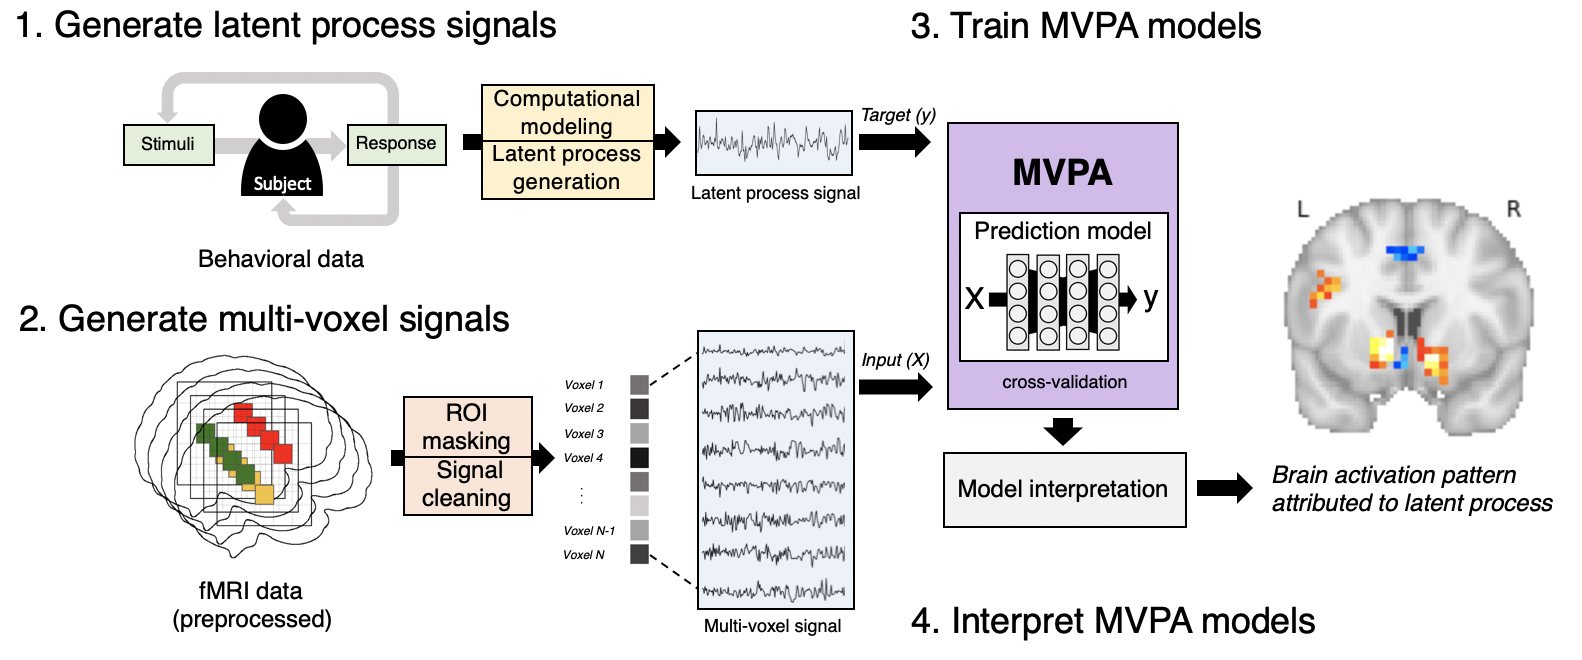 1. Generate latent process signals
Stimuli
Subject
Response
Behavioral data
Computational
modeling
Latent process
generation
Latent process signal
Target (y)
2. Generate multi-voxel signals
fMRI data
(preprocessed)
ROI
masking
Signal
cleaning
Voxel 1
Voxel 2
Voxel 3
Voxel 4
⋮
Voxel N-1
Voxel N
Multi-voxel signal
Input (X)
3. Train MVPA models
MVPA
Prediction model
X
y
cross-validation
Model interpretation
L
R
Brain activation pattern
attributed to latent process
4. Interpret MVPA models